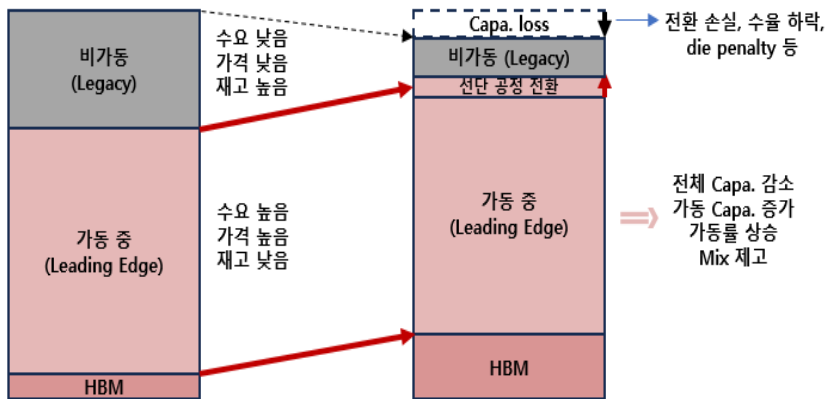 비가동
(Legacy)
가동 중
(Leading Edge)
HBM
수요 낮음
가격 낮음
재고 높음
수요 높음
가격 높음
재고 낮음
Capa. loss
비가동 (Legacy)
선단 공정 전환
가동 중
(Leading Edge)
HBM
전환 손실, 수율 하락,
die penalty 등
전체 Capa. 감소
가동 Capa. 증가
가동률 상승
Mix 제고